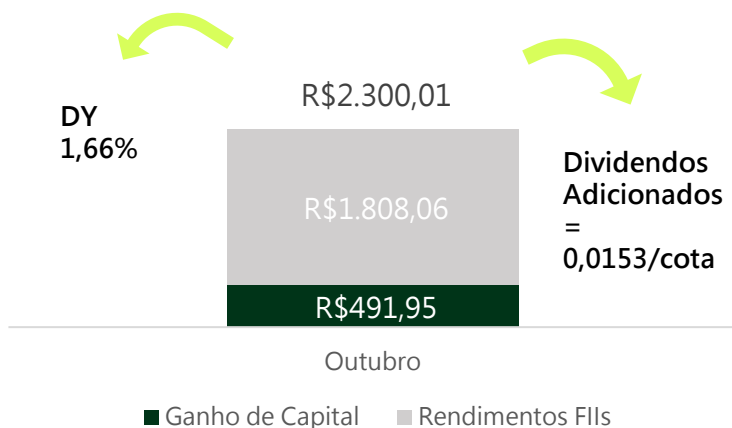 R$2.300,01
DY
1,66%
R$1.808,06
Dividendos
Adicionados
=
0,0153/cota
R$491,95
Outubro
Ganho de Capital
Rendimentos FIIs